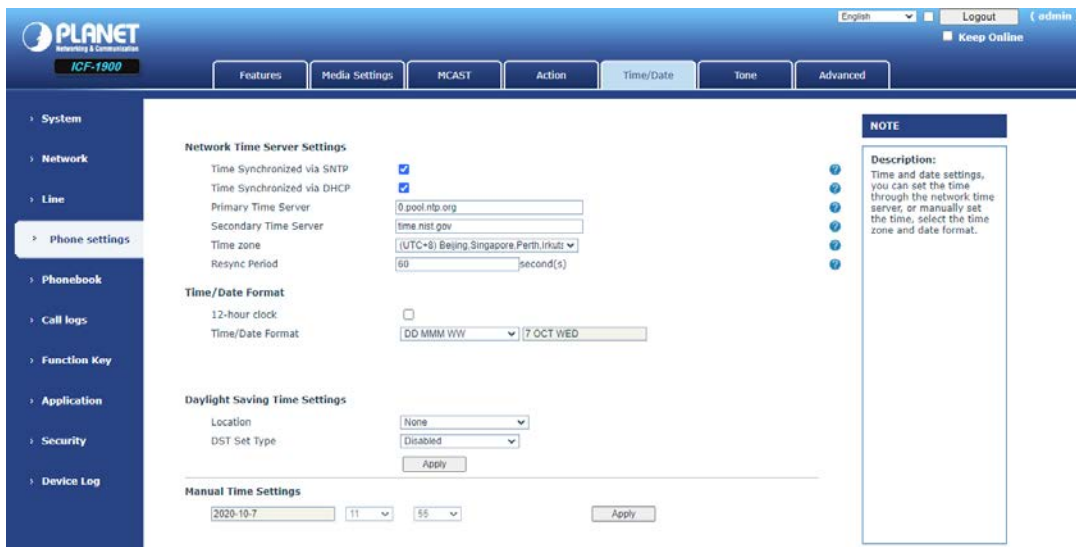 English Logout ( admin
PLANET
Networking & Communication
Keep Online
ICF-1900
Features Media Settings MCAST Action Time/Date Tone Advanced
› System
› Network
› Line
› Phone settings
› Phonebook
› Call logs
› Function Key
› Application
› Security
› Device Log
Network Time Server Settings
Time Synchronized via SNTP
Time Synchronized via DHCP
Primary Time Server 0.pool.ntp.org
Secondary Time Server time.nist.gov
Time zone (UTC+8) Beijing,Singapore,Perth,Irkuts
Resync Period 60 second(s)
Time/Date Format
12-hour clock
Time/Date Format DD MMM WW 7 OCT WED
Daylight Saving Time Settings
Location None
DST Set Type Disabled
Apply
Manual Time Settings
2020-10-7 11 55 Apply
NOTE
Description:
Time and date settings,
you can set the time
through the network time
server, or manually set
the time, select the time
zone and date format.